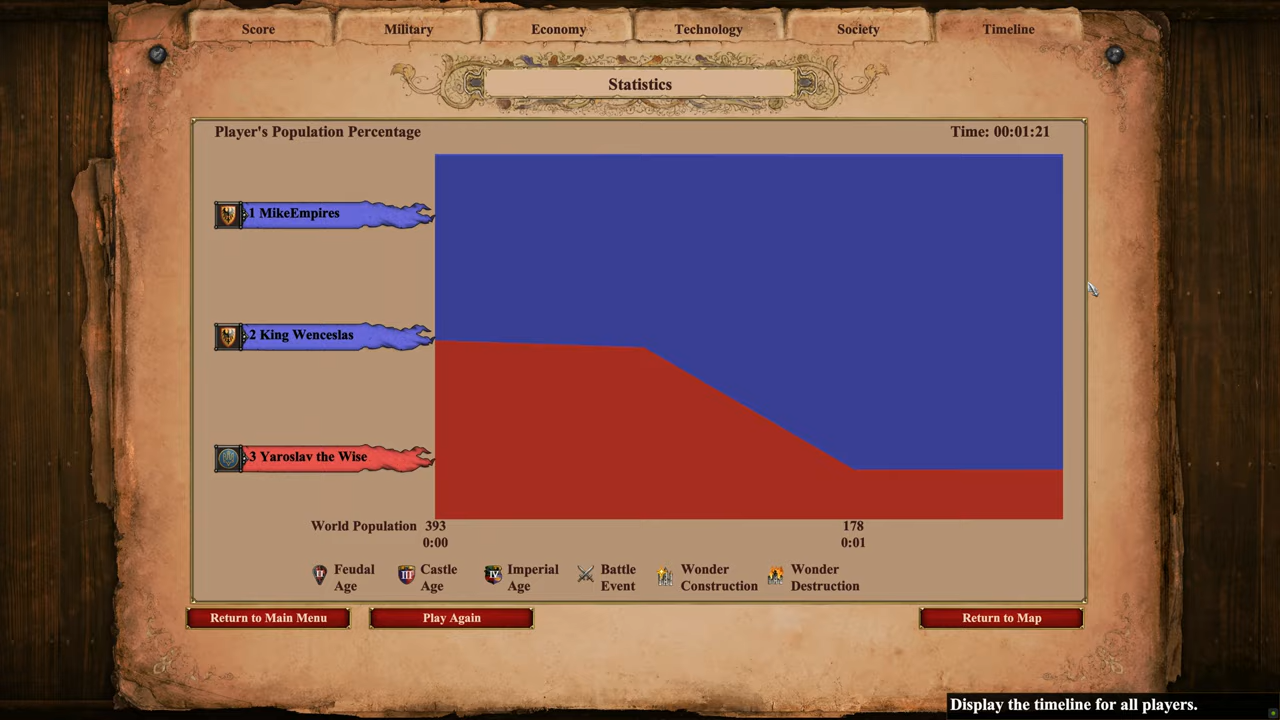 Score Military Economy Technology Society Timeline
Statistics
Player's Population Percentage Time: 00:01:21
1 MikeEmpires
2 King Wenceslas
3 Yaroslav the Wise
World Population 393 178
0:00 0:01
II Feudal Age
III Castle Age
IV Imperial Age
Battle Event
Wonder Construction
Wonder Destruction
Return to Main Menu Play Again Return to Map
Display the timeline for all players.